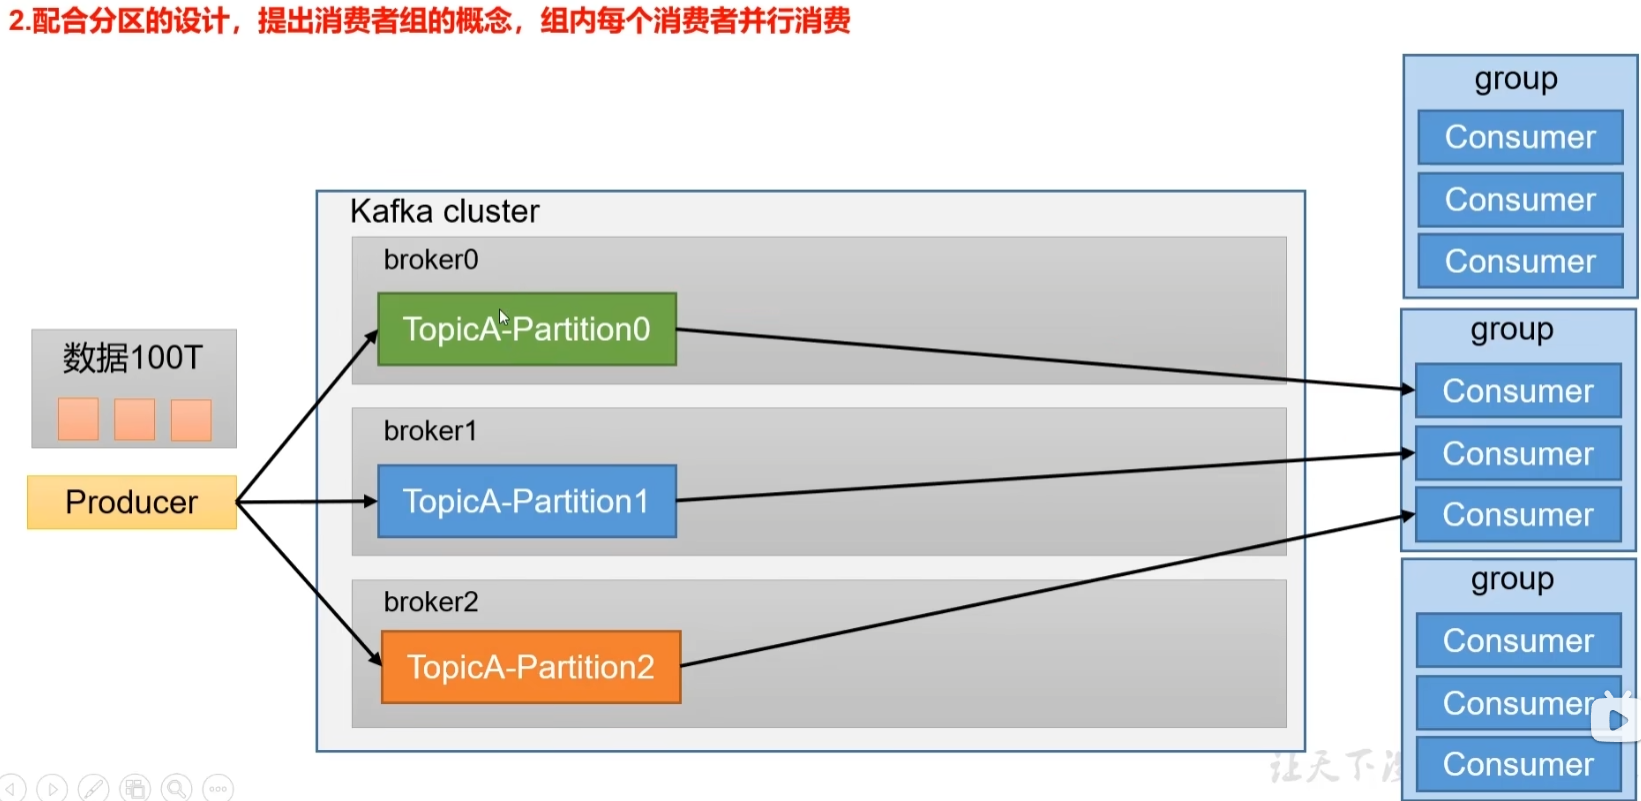 2.配合分区的设计，提出消费者组的概念，组内每个消费者并行消费
group
Consumer
Consumer
Consumer
Kafka cluster
broker0
TopicA-Partition0
数据100T
Producer
broker1
TopicA-Partition1
broker2
TopicA-Partition2
group
Consumer
Consumer
Consumer
group
Consumer
Consumer
Consumer
让天下没